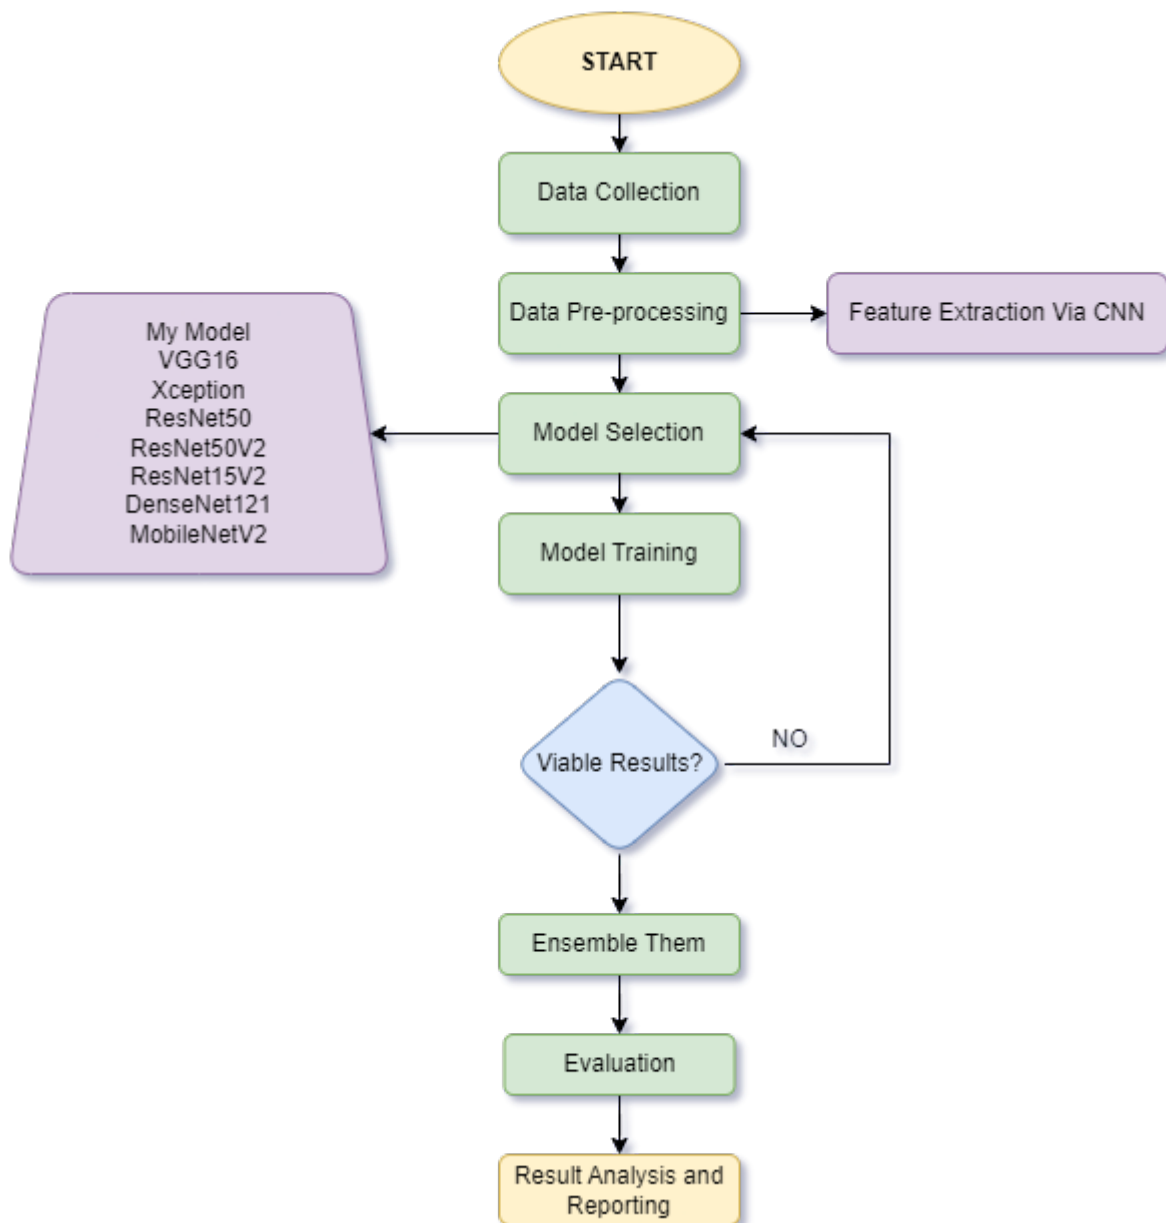 START
Data Collection
Data Pre-processing
Feature Extraction Via CNN
My Model
VGG16
Xception
ResNet50
ResNet50V2
ResNet15V2
DenseNet121
MobileNetV2
Model Selection
Model Training
Viable Results?
NO
Ensemble Them
Evaluation
Result Analysis and
Reporting